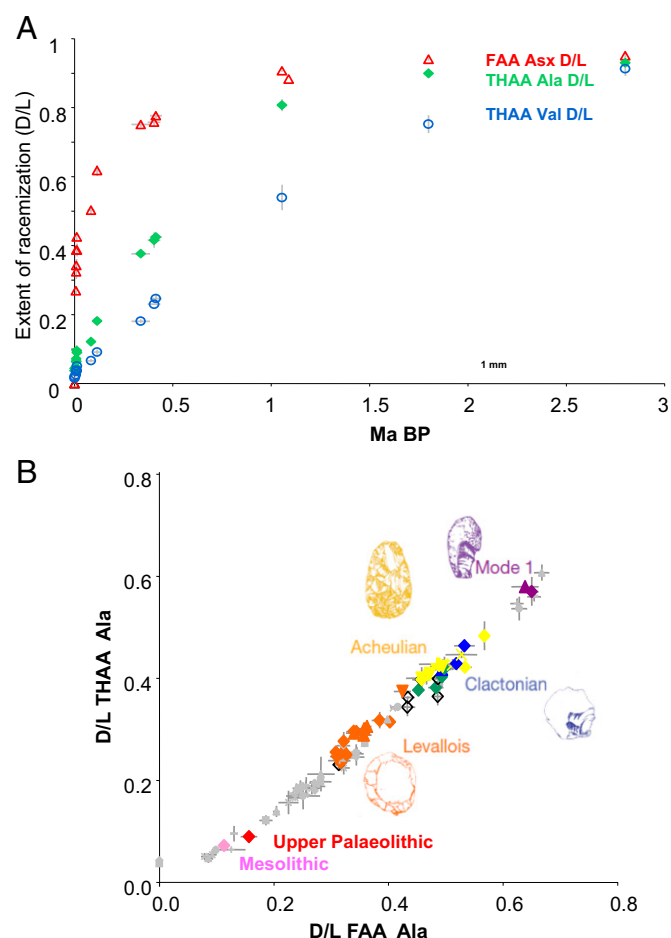 A
1
FAA Asx D/L
THAA Ala D/L
0.8
THAA Val D/L
0.6
0.4
0.2
0
Extent of racemization (D/L)
1 mm
0 0.5 1 1.5 2 2.5 3
Ma BP
B
0.8
Mode 1
0.6
Acheulian
D/L THAA Ala
0.4
Clactonian
Levallois
0.2
Upper Palaeolithic
Mesolithic
0.0
0.0 0.2 0.4 0.6 0.8
D/L FAA Ala